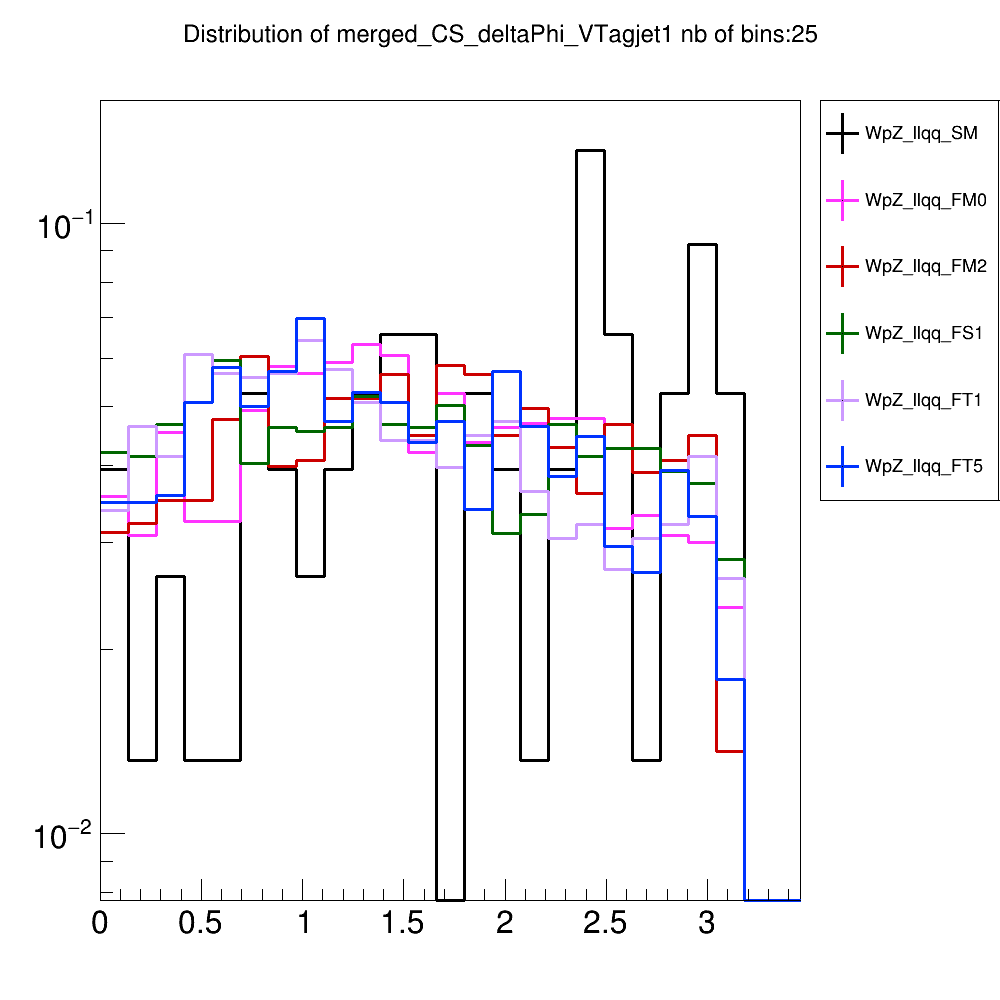 Distribution of merged_CS_deltaPhi_VTagjet1 nb of bins:25
WpZ_llqq_SM
WpZ_llqq_FM0
WpZ_llqq_FM2
WpZ_llqq_FS1
WpZ_llqq_FT1
WpZ_llqq_FT5
10⁻¹
10⁻²
0 0.5 1 1.5 2 2.5 3